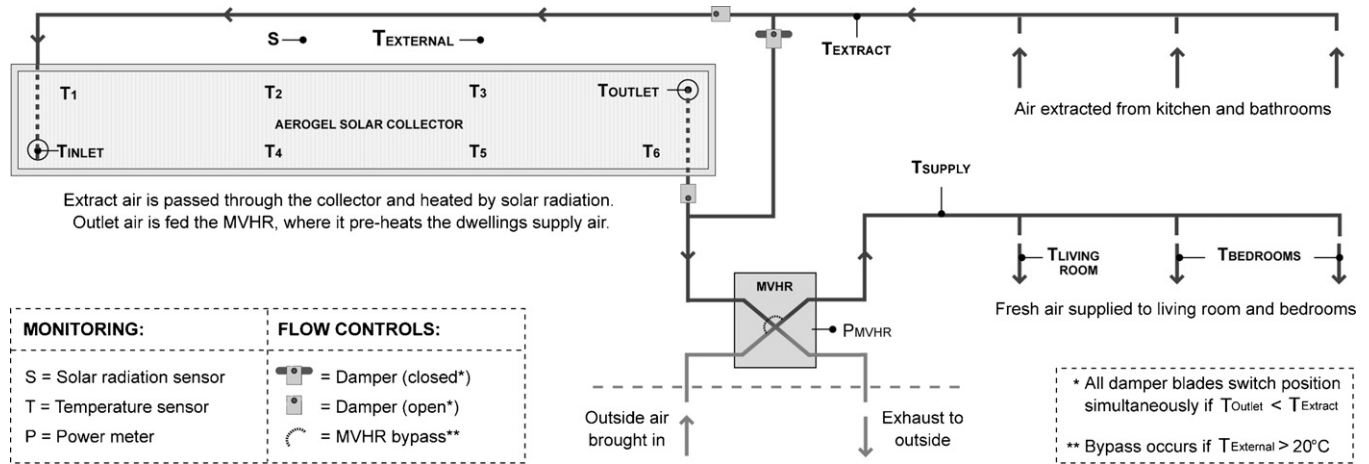 S
TEXTERNAL
TEXTRACT
T1
T2
T3
TOUTLET
AEROGEL SOLAR COLLECTOR
TINLET
T4
T5
T6
Air extracted from kitchen and bathrooms
Extract air is passed through the collector and heated by solar radiation.
Outlet air is fed the MVHR, where it pre-heats the dwellings supply air.
TSUPPLY
TLIVING
ROOM
TBEDROOMS
Fresh air supplied to living room and bedrooms
MVHR
PMVHR
Outside air
brought in
Exhaust to
outside
MONITORING:
S = Solar radiation sensor
T = Temperature sensor
P = Power meter
FLOW CONTROLS:
= Damper (closed*)
= Damper (open*)
= MVHR bypass**
* All damper blades switch position
simultaneously if TOutlet < TExtract
** Bypass occurs if TExternal > 20°C